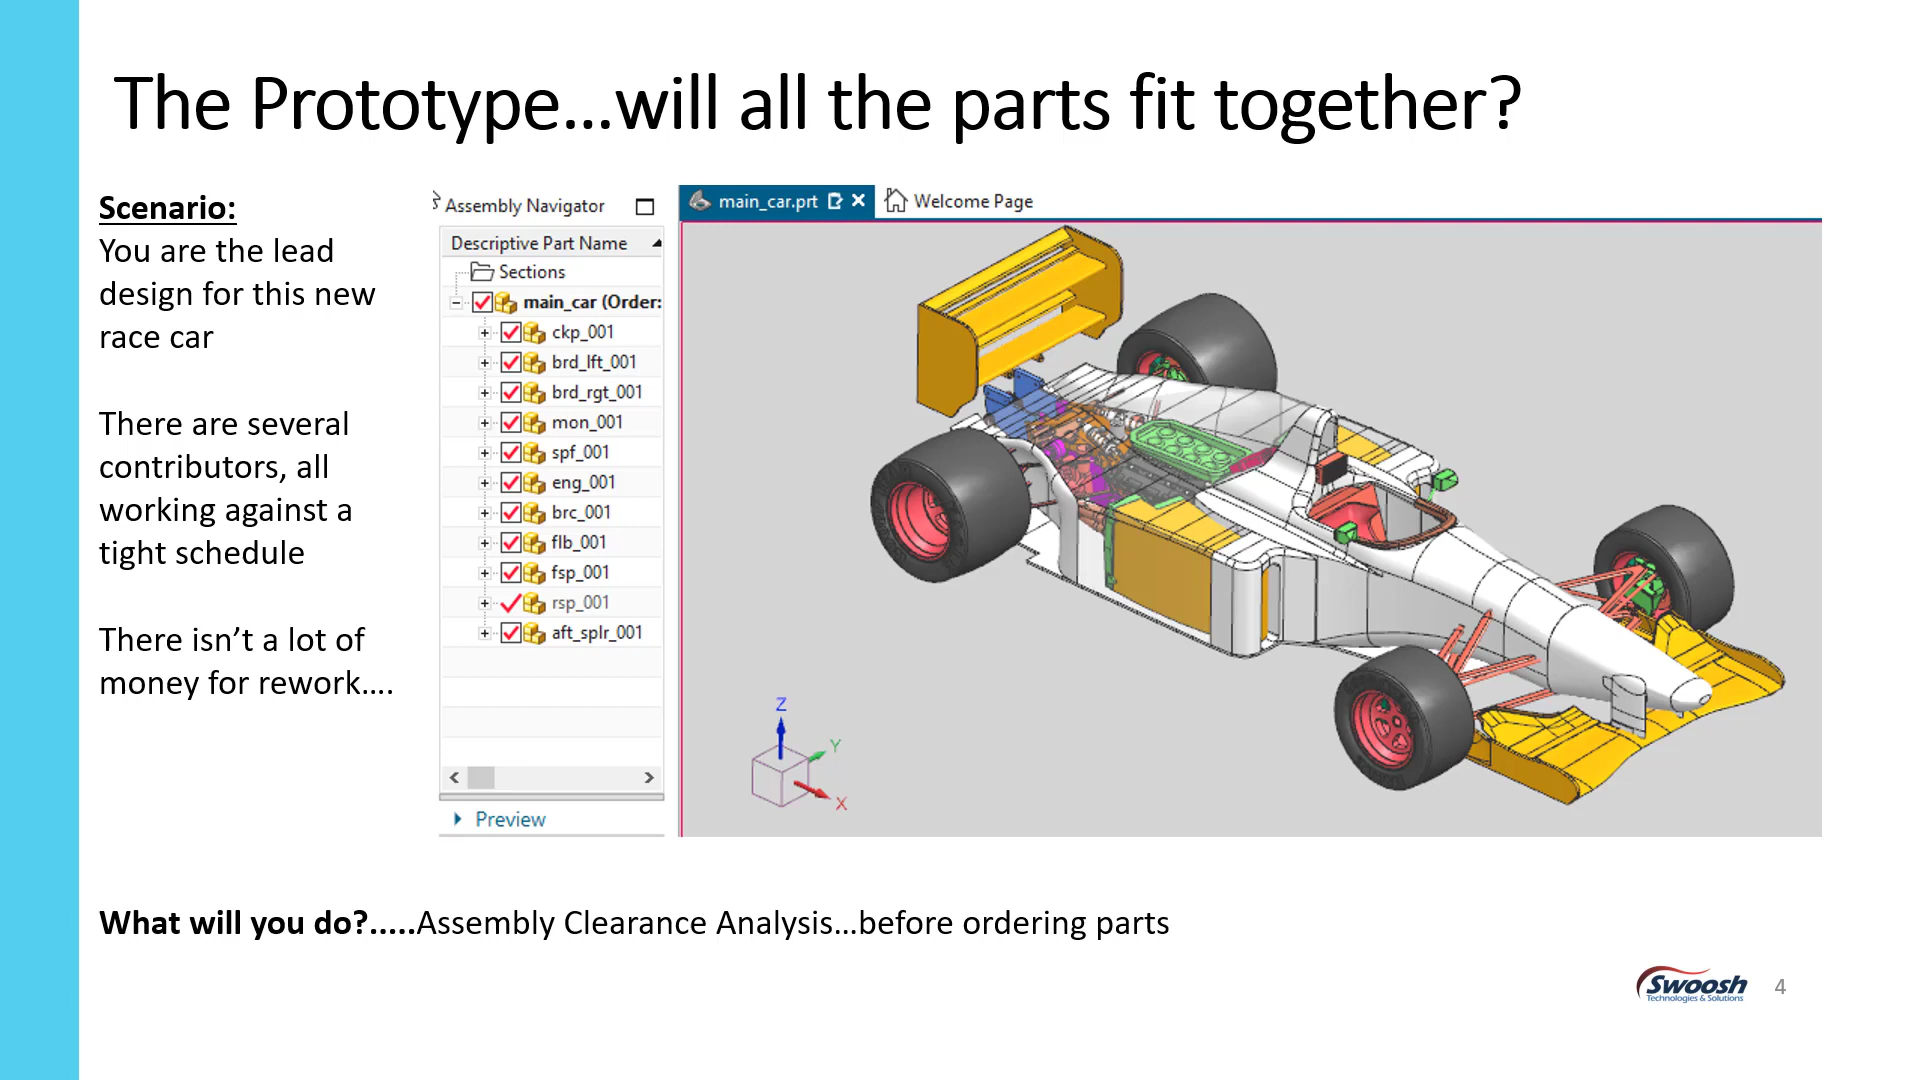 The Prototype...will all the parts fit together?
Scenario:
You are the lead
design for this new
race car
There are several
contributors, all
working against a
tight schedule
There isn’t a lot of
money for rework....
Assembly Navigator
Descriptive Part Name
Sections
main_car (Order:
ckp_001
brd_lft_001
brd_rgt_001
mon_001
spf_001
eng_001
brc_001
flb_001
fsp_001
rsp_001
aft_splr_001
Preview
main_car.prt
Welcome Page
Z
Y
X
What will you do?.....Assembly Clearance Analysis...before ordering parts
Swoosh
Technologies & Solutions
4